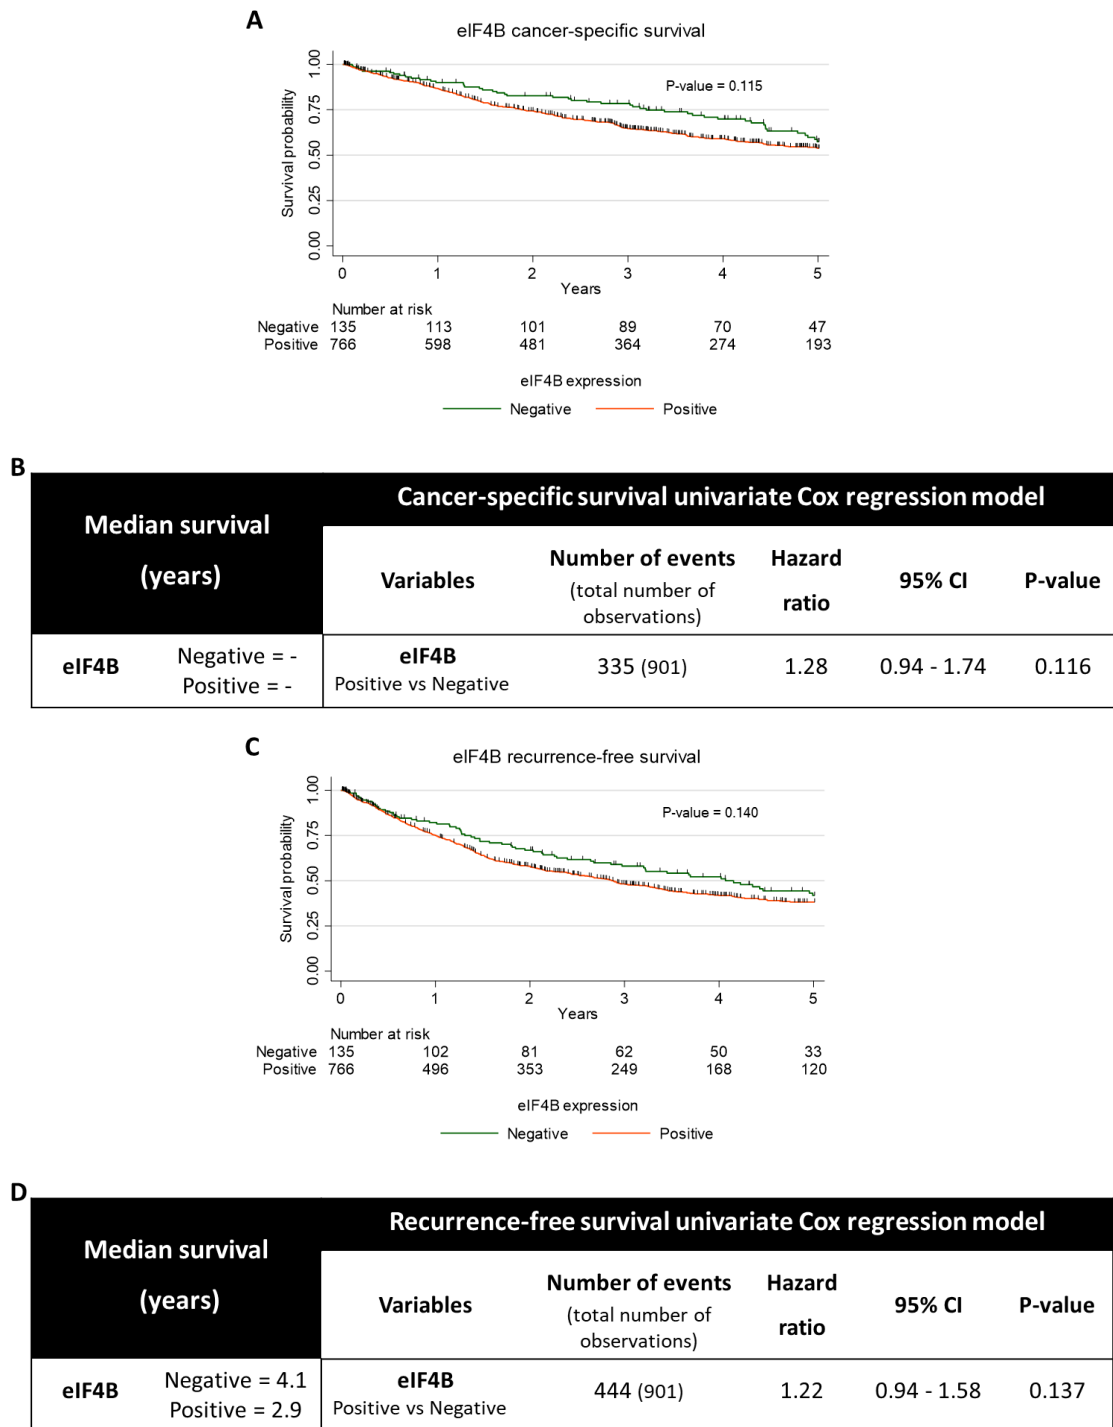 A
eIF4B cancer-specific survival
P-value = 0.115
Survival probability
1.00
0.75
0.50
0.25
0.00
0 1 2 3 4 5
Years
Number at risk
Negative 135 113 101 89 70 47
Positive 766 598 481 364 274 193
eIF4B expression
Negative Positive
B
Median survival
(years)
Cancer-specific survival univariate Cox regression model
Variables
Number of events
(total number of
observations)
Hazard
ratio
95% CI
P-value
eIF4B
Negative = -
Positive = -
eIF4B
Positive vs Negative
335 (901)
1.28
0.94 - 1.74
0.116
C
eIF4B recurrence-free survival
P-value = 0.140
Survival probability
1.00
0.75
0.50
0.25
0.00
0 1 2 3 4 5
Years
Number at risk
Negative 135 102 81 62 50 33
Positive 766 496 353 249 168 120
eIF4B expression
Negative Positive
D
Median survival
(years)
Recurrence-free survival univariate Cox regression model
Variables
Number of events
(total number of
observations)
Hazard
ratio
95% CI
P-value
eIF4B
Negative = 4.1
Positive = 2.9
eIF4B
Positive vs Negative
444 (901)
1.22
0.94 - 1.58
0.137